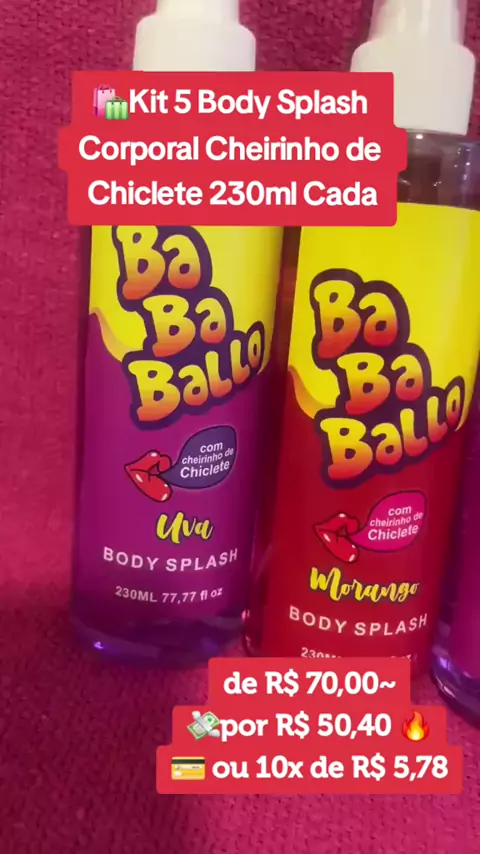 🛍️Kit 5 Body Splash
Corporal Cheirinho de
Chiclete 230ml Cada
Ba
Ba
Ballo
com
cheirinho de
Chiclete
Uva
BODY SPLASH
230ML 77,77 fl oz
Ba
Ba
Ballo
com
cheirinho de
Chiclete
Morango
BODY SPLASH
de R$ 70,00~
💸por R$ 50,40 🔥
💳 ou 10x de R$ 5,78